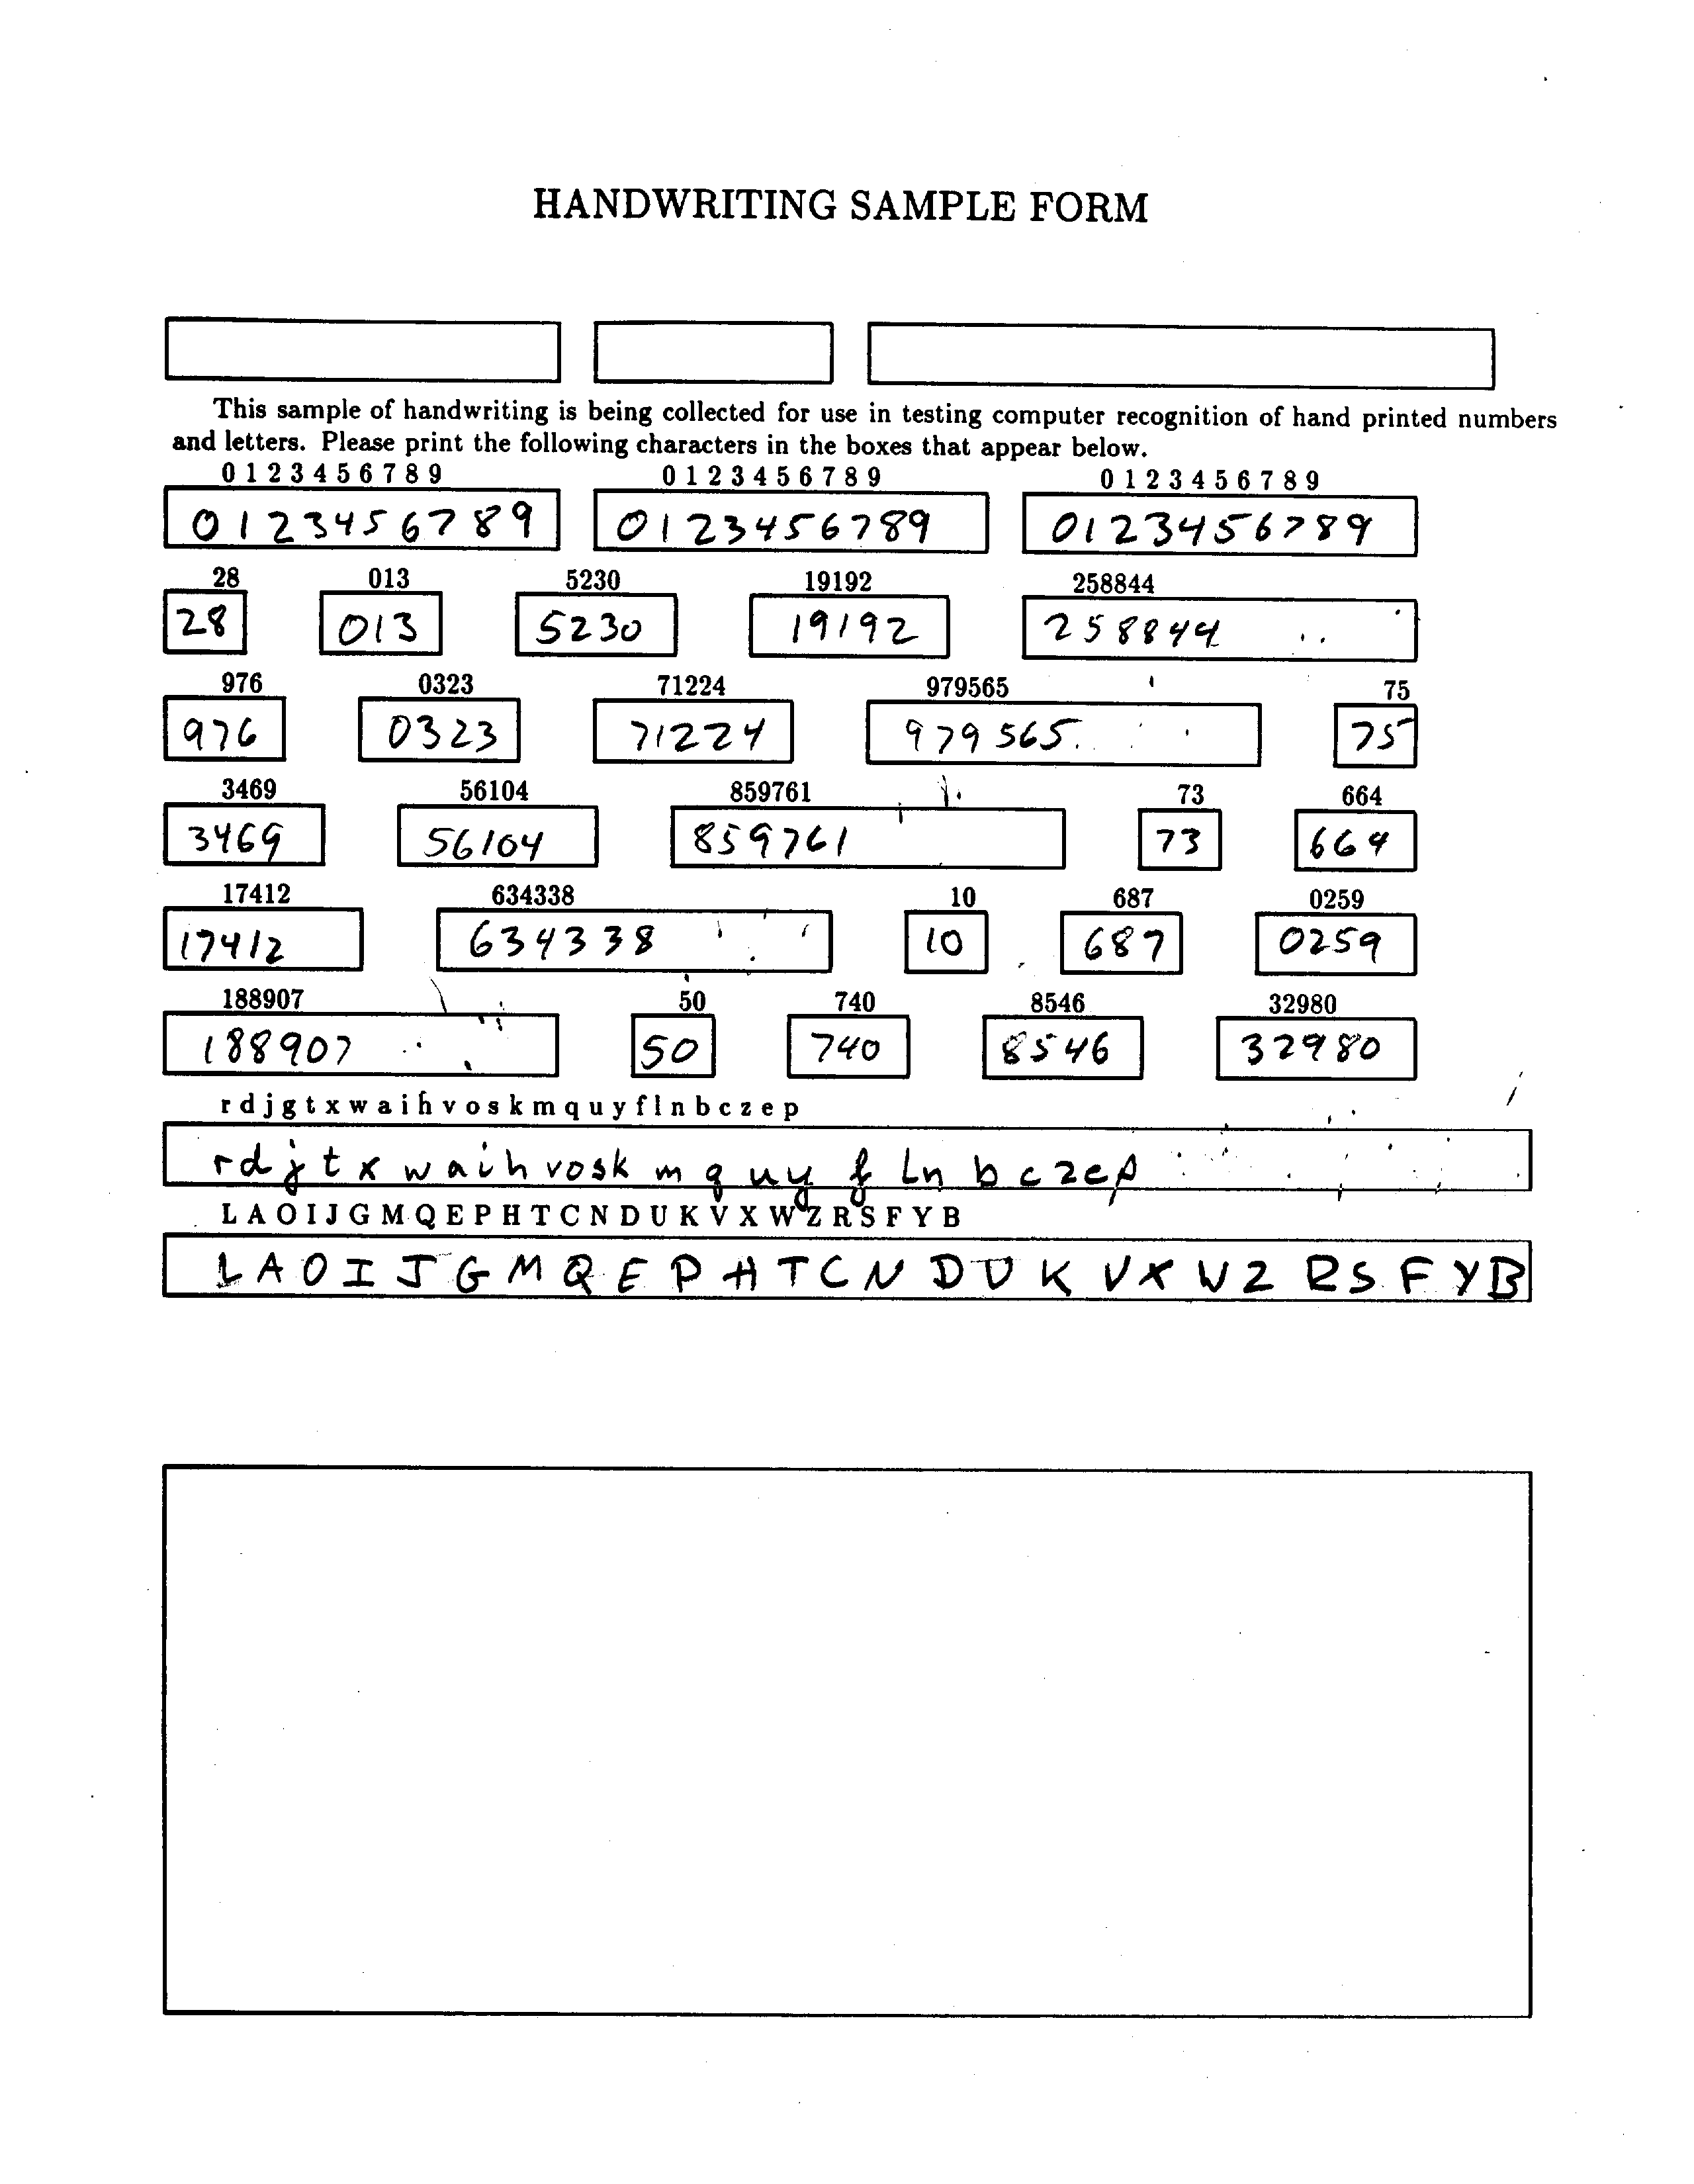 HANDWRITING SAMPLE FORM
This sample of handwriting is being collected for use in testing computer recognition of hand printed numbers
and letters. Please print the following characters in the boxes that appear below.
0 1 2 3 4 5 6 7 8 9 0 1 2 3 4 5 6 7 8 9 0 1 2 3 4 5 6 7 8 9
0123456789 0123456789 0123456789
28 013 5230 19192 258844
28 013 5230 19192 258844
976 0323 71224 979565 75
976 0323 71224 979565 75
3469 56104 859761 73 664
3469 56104 859761 73 664
17412 634338 10 687 0259
17412 634338 10 687 0259
188907 50 740 8546 32980
188907 50 740 8546 32980
r d j g t x w a i h v o s k m q u y f l n b c z e p
r d j t x w a i h v o s k m q u y f l n b c z e p
L A O I J G M Q E P H T C N D U K V X W Z R S F Y B
L A O I J G M Q E P H T C N D U K V X W Z R S F Y B